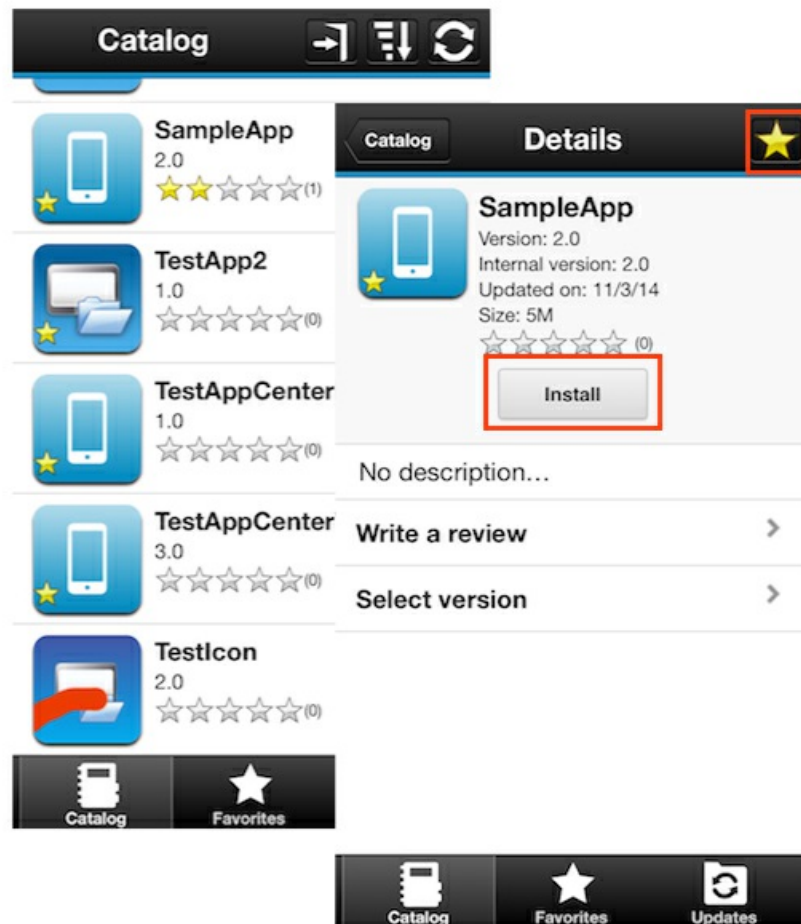 Catalog
SampleApp
2.0
(1)
TestApp2
1.0
(0)
TestAppCenter
1.0
(0)
TestAppCenter
3.0
(0)
TestIcon
2.0
(0)
Catalog
Favorites
Catalog
Details
SampleApp
Version: 2.0
Internal version: 2.0
Updated on: 11/3/14
Size: 5M
(0)
Install
No description...
Write a review
Select version
Catalog
Favorites
Updates